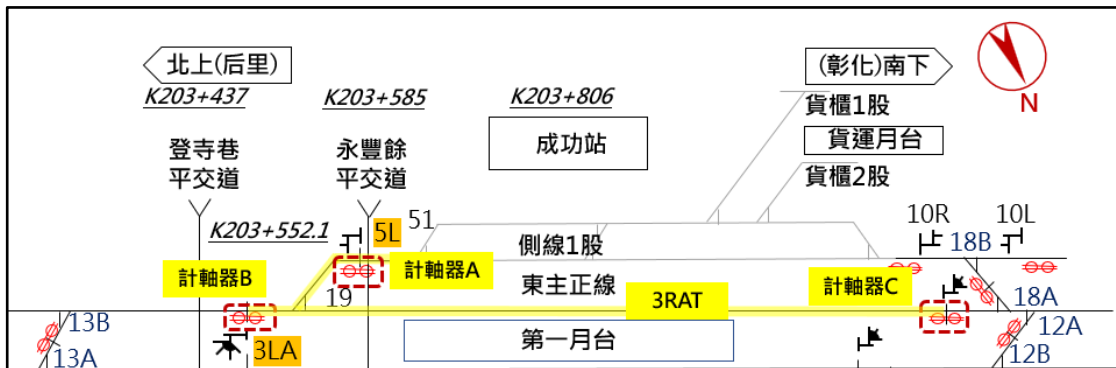 北上(后里)
(彰化)南下
K203+437
K203+585
K203+806
N
貨櫃1股
成功站
貨運月台
登寺巷
平交道
永豐餘
平交道
貨櫃2股
K203+552.1
51
10R
10L
5L
側線1股
18B
計軸器B
計軸器A
東主正線
計軸器C
19
3RAT
18A
13B
12A
第一月台
13A
3LA
12B